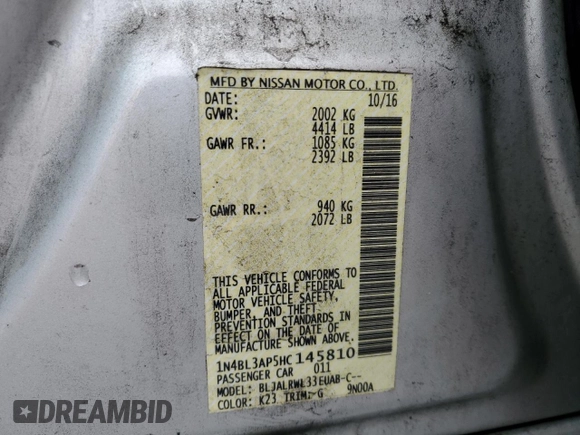 MFD BY NISSAN MOTOR CO., LTD.
DATE: 10/16
GVWR: 2002 KG
4414 LB
GAWR FR.: 1085 KG
2392 LB
GAWR RR.: 940 KG
2072 LB
THIS VEHICLE CONFORMS TO
ALL APPLICABLE FEDERAL
MOTOR VEHICLE SAFETY,
BUMPER, AND THEFT
PREVENTION STANDARDS IN
EFFECT ON THE DATE OF
MANUFACTURE SHOWN ABOVE.
1N4BL3AP5HC145810
PASSENGER CAR 011
MODEL: BLJALRWL33EUAB-C--
COLOR: K23 TRIM: G 9N00A
DEALERSCUT.COM